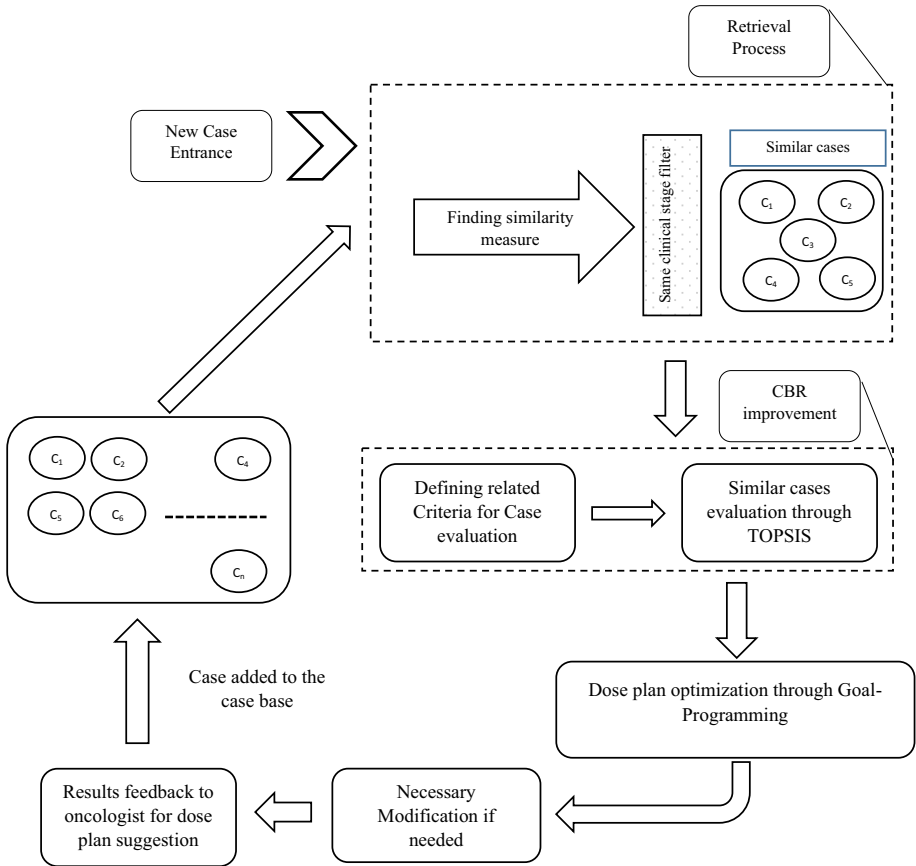 Retrieval
Process
New Case
Entrance
Finding similarity
measure
Same clinical stage filter
Similar cases
C1
C2
C3
C4
C5
CBR
improvement
Defining related
Criteria for Case
evaluation
Similar cases
evaluation through
TOPSIS
C1
C2
C4
C5
C6
Cn
Dose plan optimization through Goal-
Programming
Necessary
Modification if
needed
Results feedback to
oncologist for dose
plan suggestion
Case added to the
case base